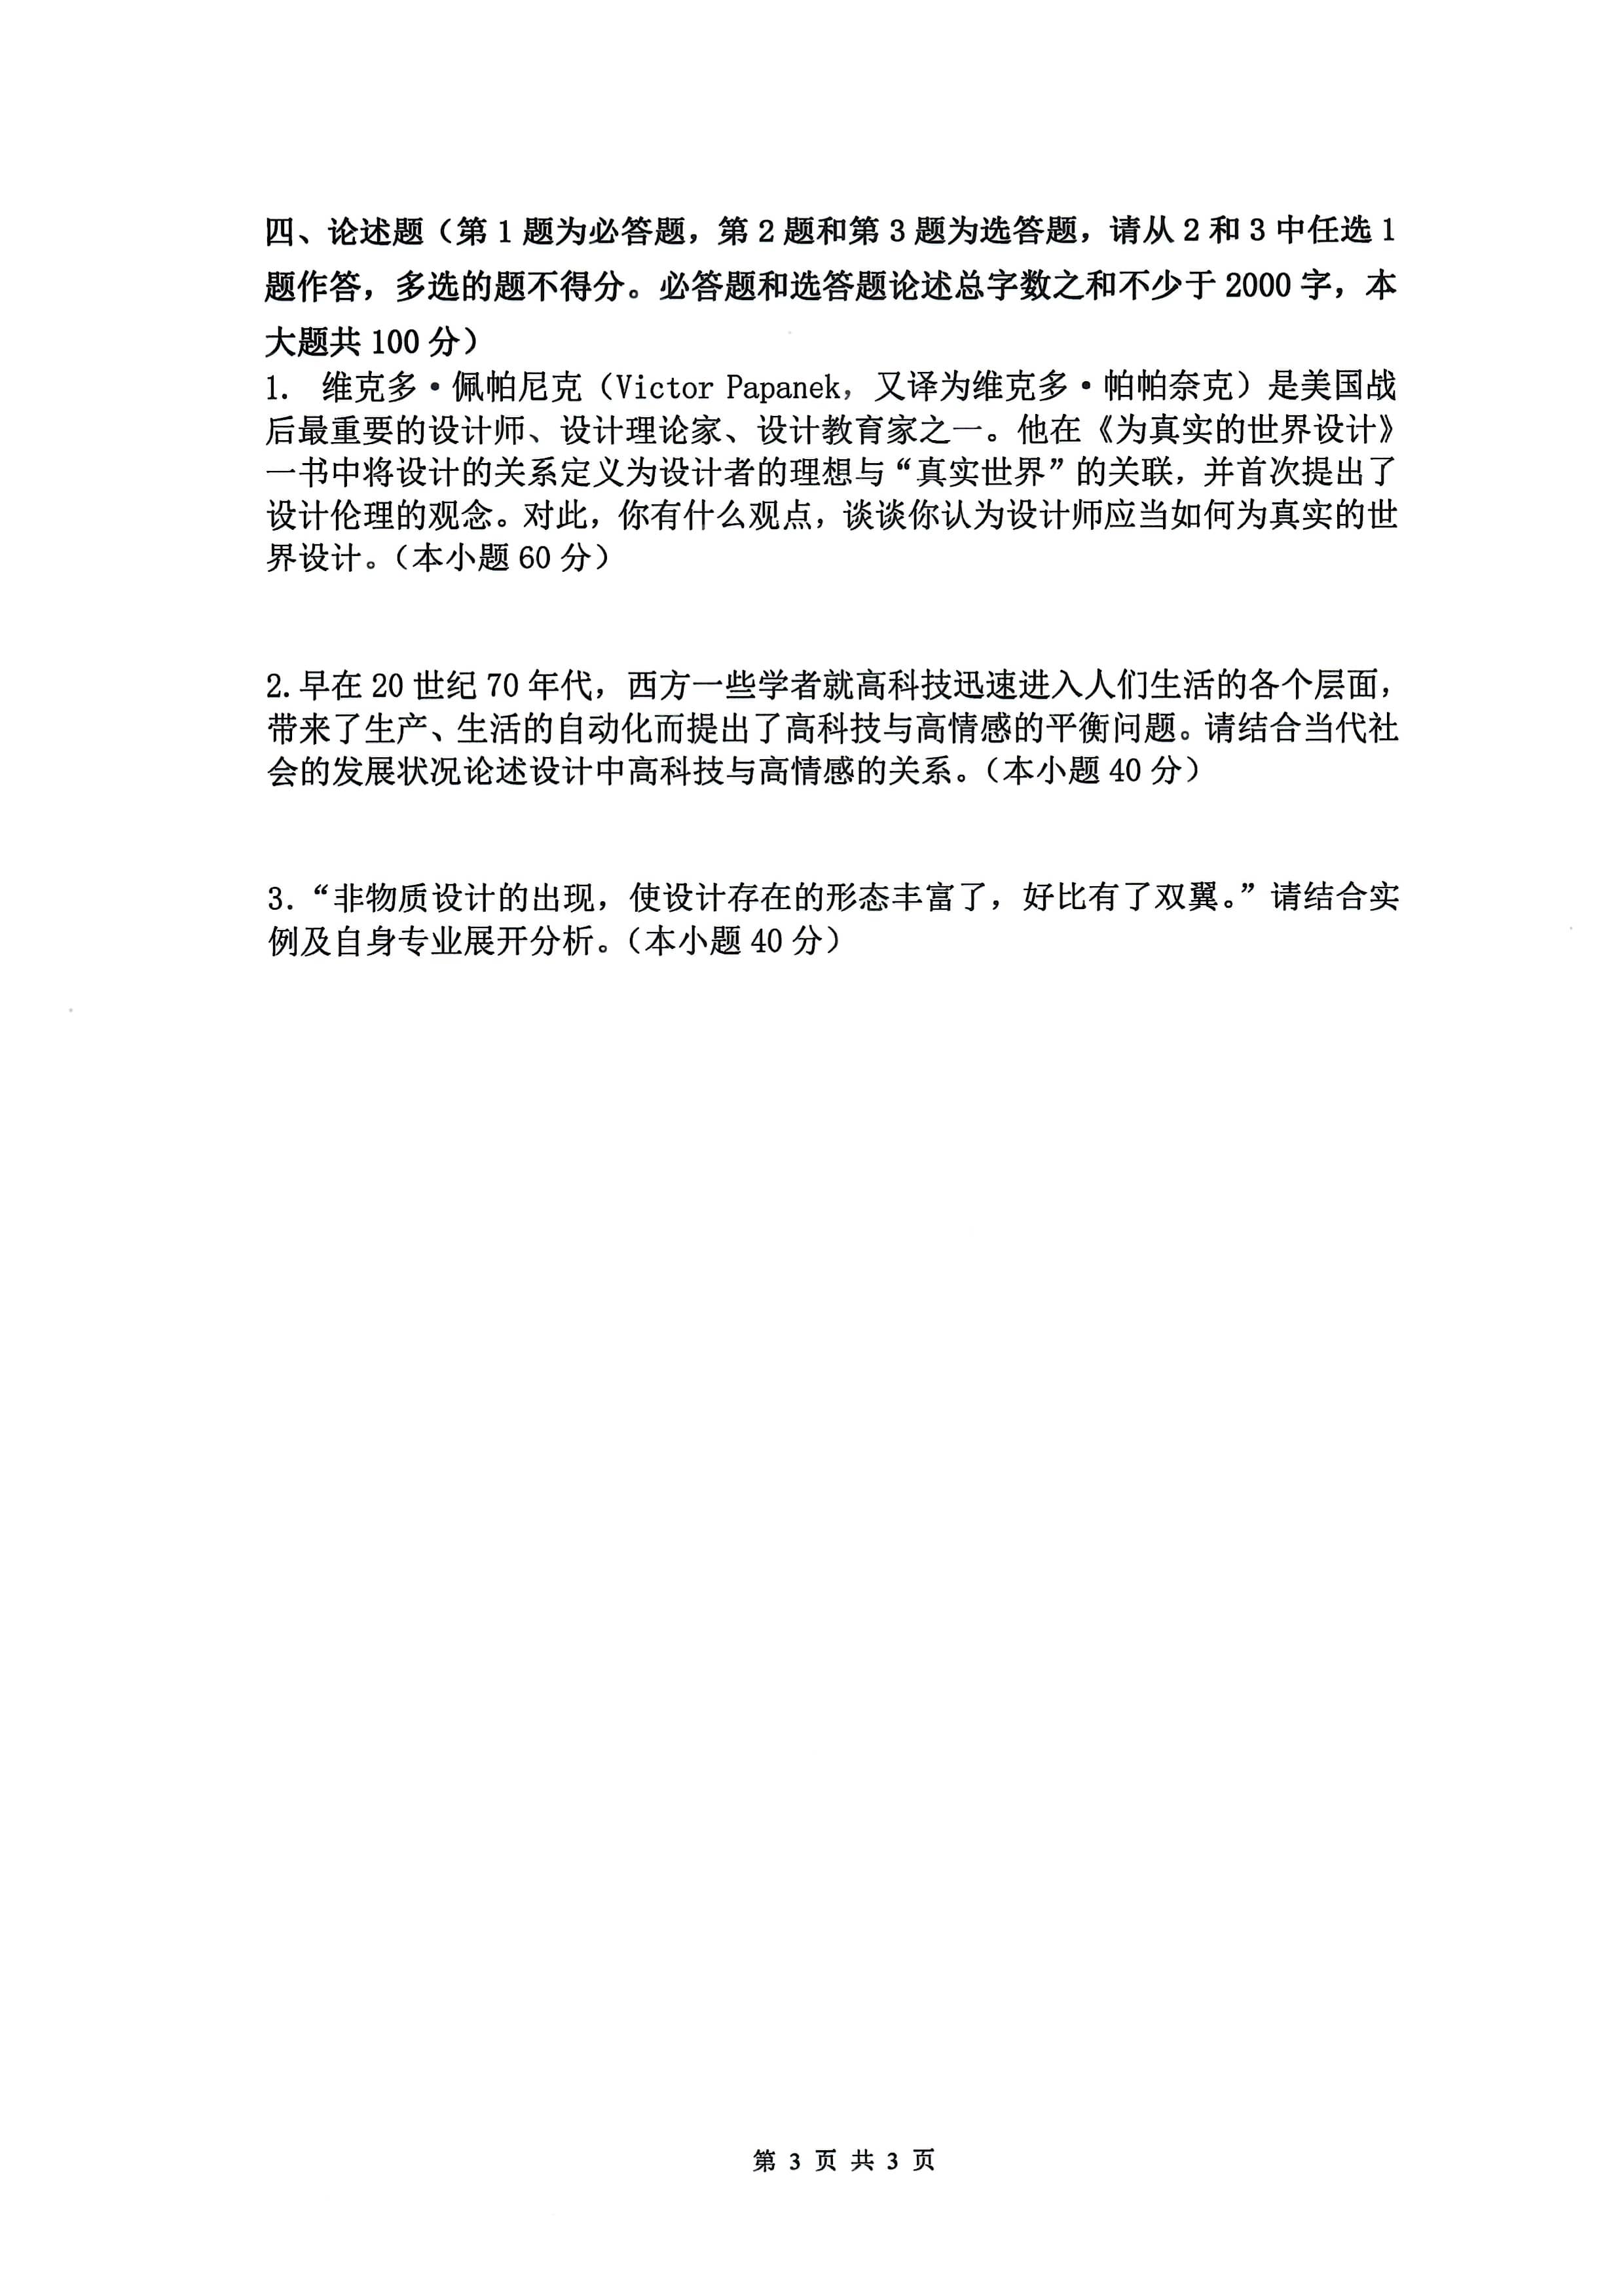 四、论述题（第 1 题为必答题，第 2 题和第 3 题为选答题，请从 2 和 3 中任选 1
题作答，多选的题不得分。必答题和选答题论述总字数之和不少于 2000 字，本
大题共 100 分）
1. 维克多·佩帕尼克（Victor Papanek，又译为维克多·帕帕奈克）是美国战
后最重要的设计师、设计理论家、设计教育家之一。他在《为真实的世界设计》
一书中将设计的关系定义为设计者的理想与“真实世界”的关联，并首次提出了
设计伦理的观念。对此，你有什么观点，谈谈你认为设计师应当如何为真实的世
界设计。（本小题 60 分）
2. 早在 20 世纪 70 年代，西方一些学者就高科技迅速进入人们生活的各个层面，
带来了生产、生活的自动化而提出了高科技与高情感的平衡问题。请结合当代社
会的发展状况论述设计中高科技与高情感的关系。（本小题 40 分）
3. “非物质设计的出现，使设计存在的形态丰富了，好比有了双翼。”请结合实
例及自身专业展开分析。（本小题 40 分）
第 3 页 共 3 页